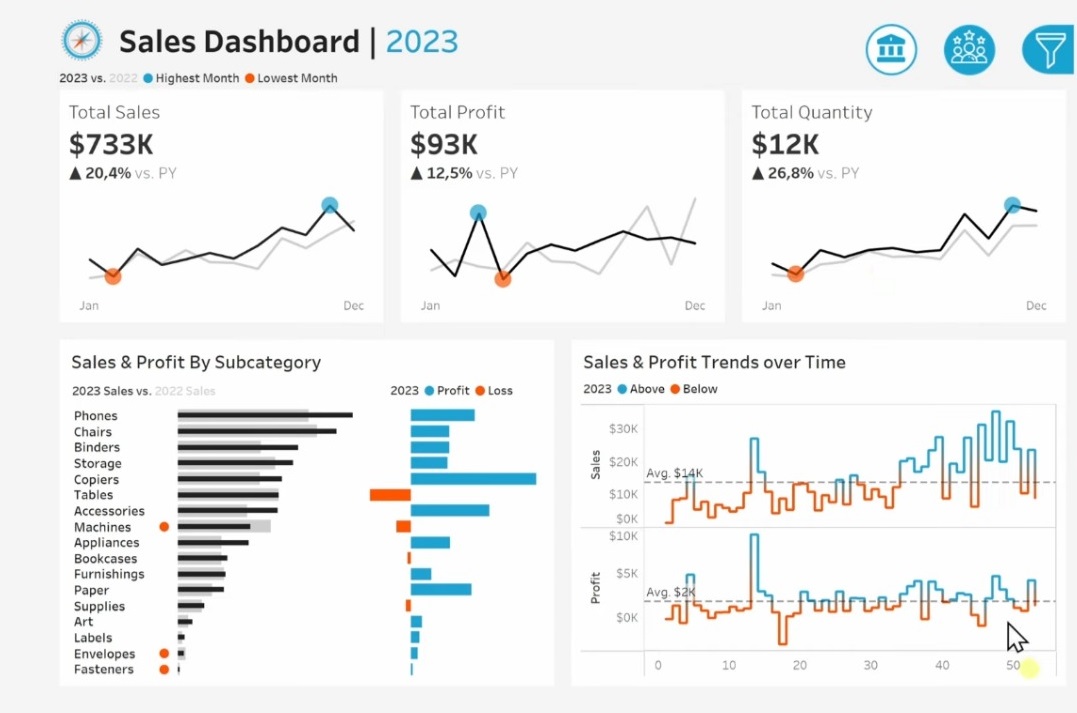 Sales Dashboard | 2023
2023 vs. 2022 Highest Month Lowest Month
Total Sales
$733K
▲ 20,4% vs. PY
Jan Dec
Total Profit
$93K
▲ 12,5% vs. PY
Jan Dec
Total Quantity
$12K
▲ 26,8% vs. PY
Jan Dec
Sales & Profit By Subcategory
2023 Sales vs. 2022 Sales
2023 Profit Loss
Phones
Chairs
Binders
Storage
Copiers
Tables
Accessories
Machines
Appliances
Bookcases
Furnishings
Paper
Supplies
Art
Labels
Envelopes
Fasteners
Sales & Profit Trends over Time
2023 Above Below
Sales
$30K
$20K
$10K
$0K
Avg. $14K
Profit
$10K
$5K
$0K
Avg. $2K
0 10 20 30 40 50